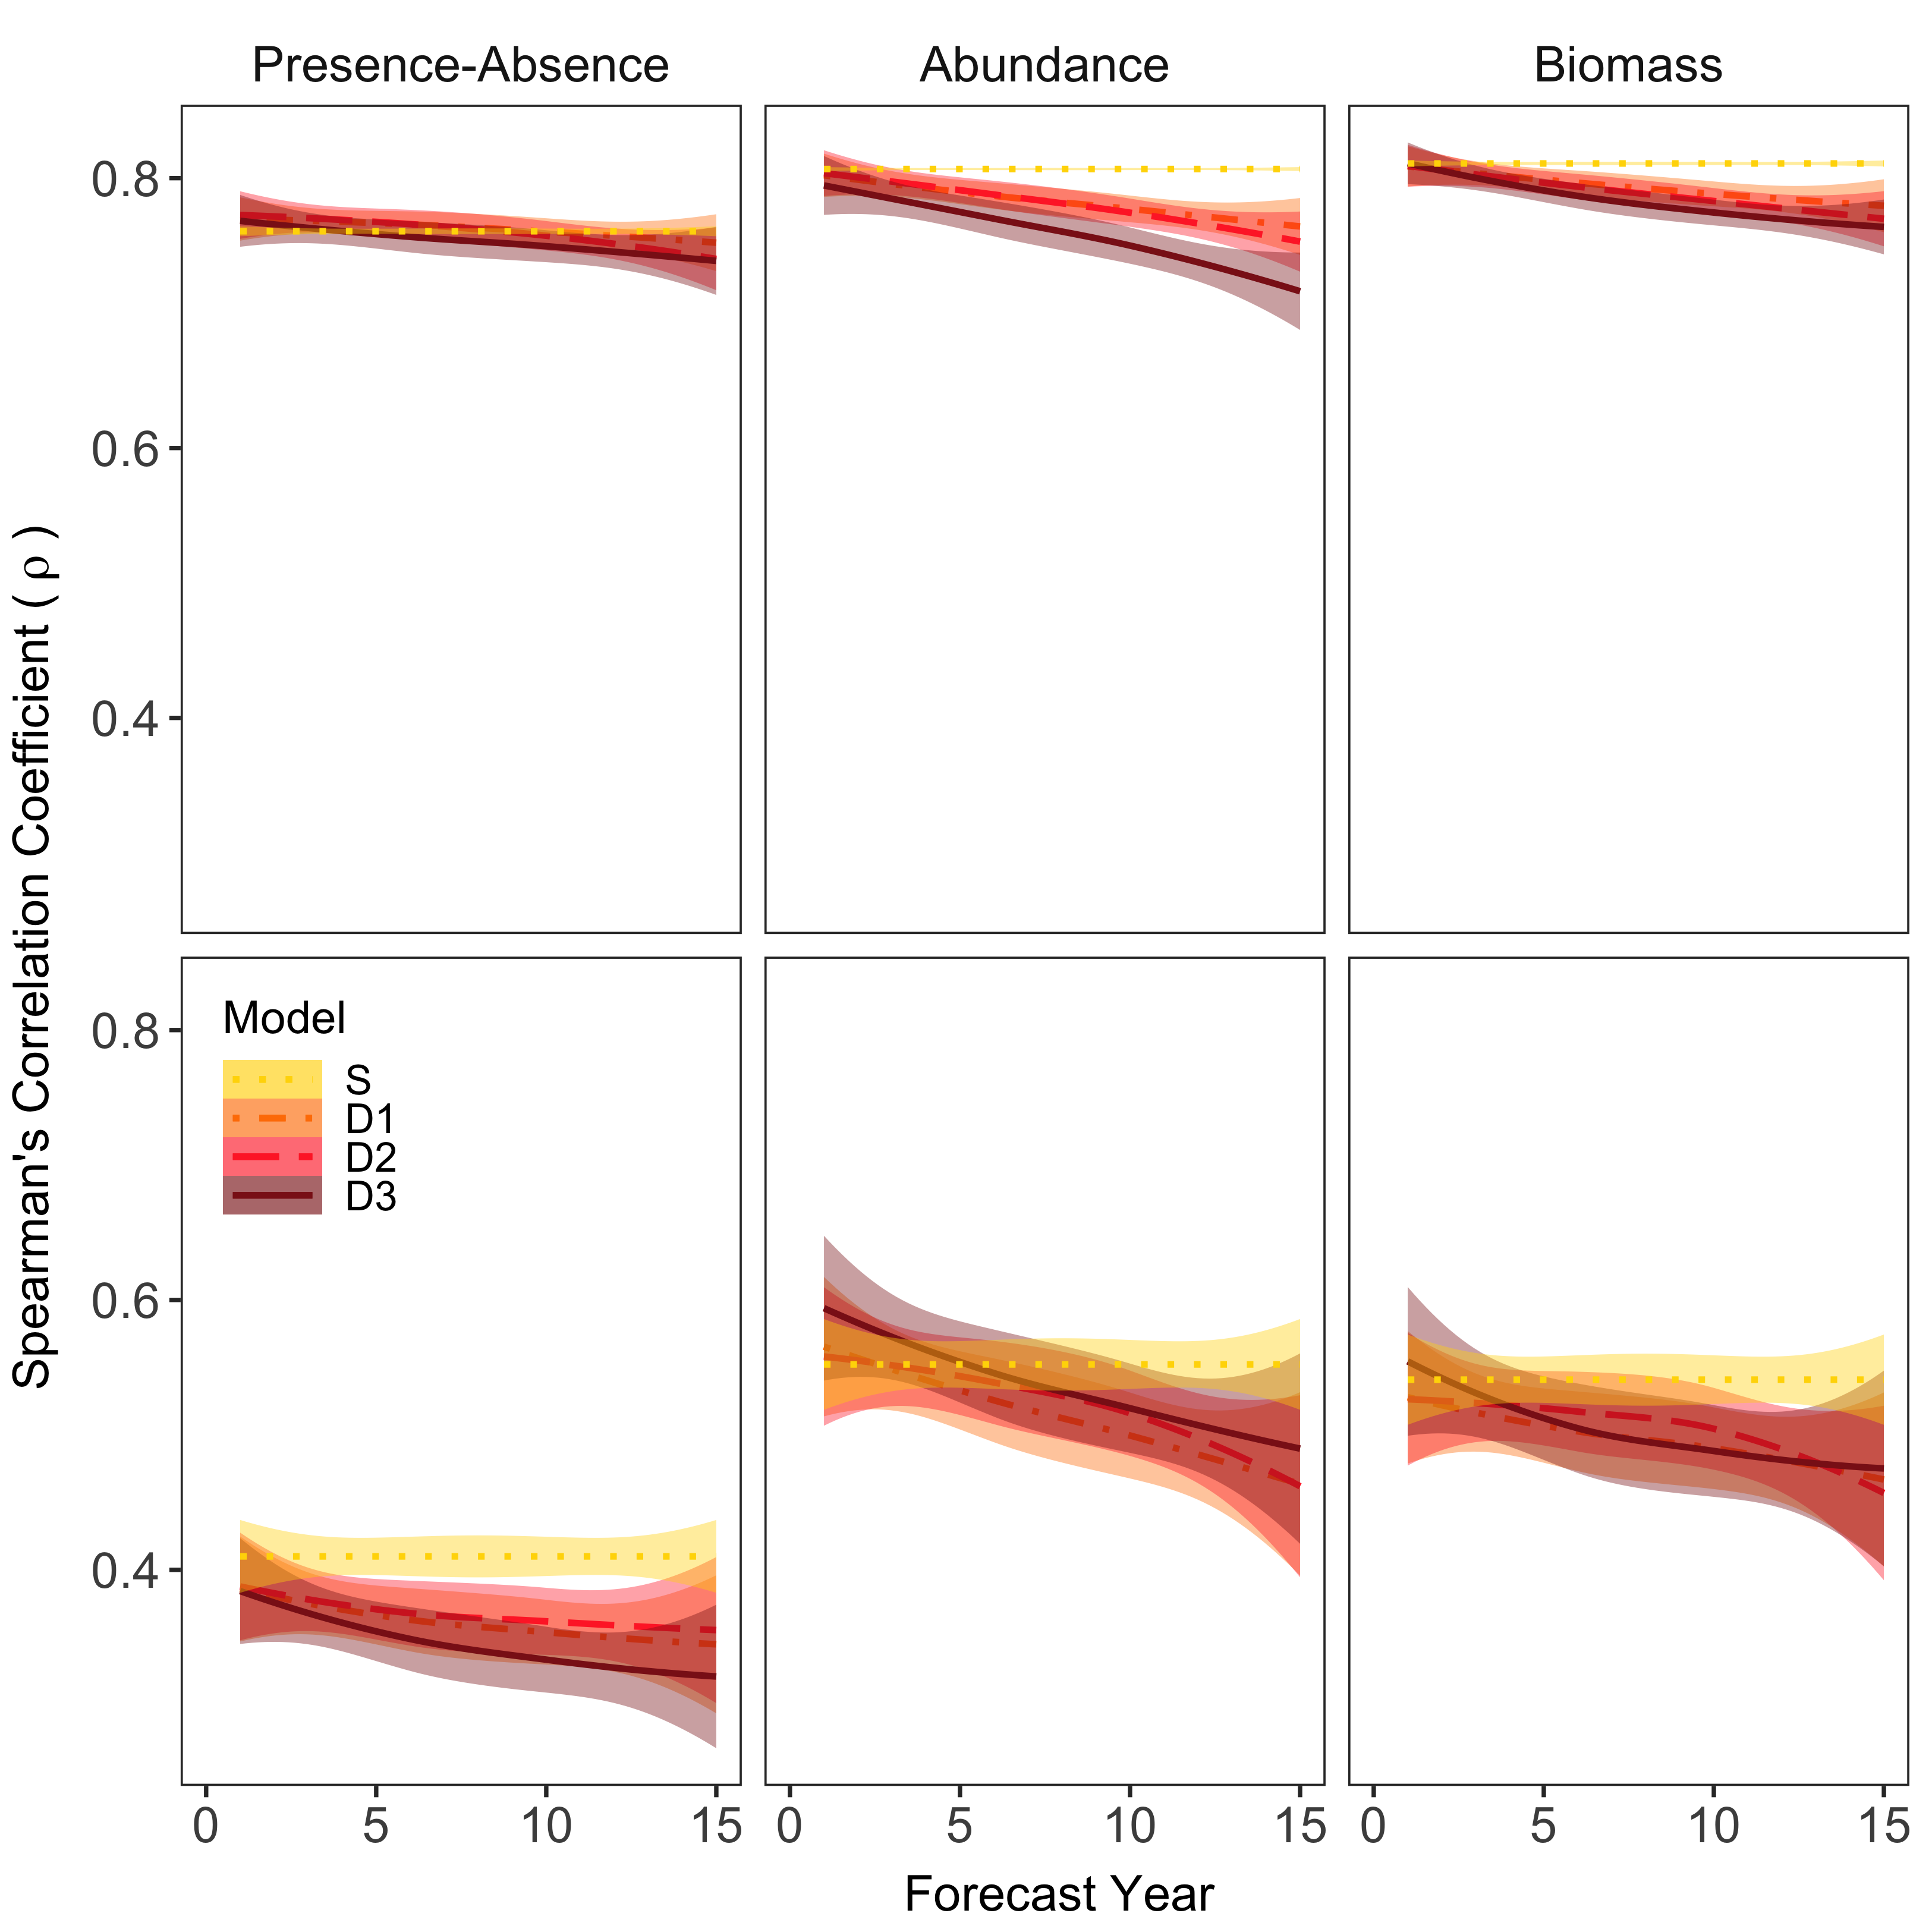 Presence-Absence
Abundance
Biomass
Spearman's Correlation Coefficient ( ρ )
0.8
0.6
0.4
0.8
0.6
0.4
Model
S
D1
D2
D3
0 5 10 15
0 5 10 15
0 5 10 15
Forecast Year